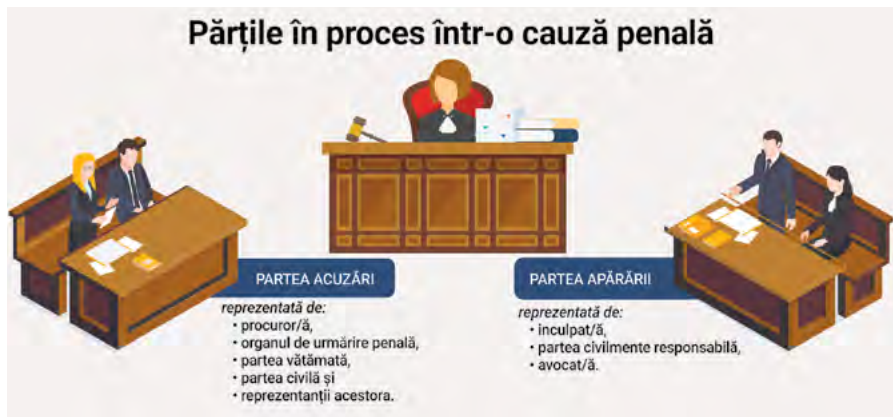 Părțile în proces într-o cauză penală
PARTEA ACUZĂRI
reprezentată de:
• procuror/ă,
• organul de urmărire penală,
• partea vătămată,
• partea civilă și
• reprezentanții acestora.
PARTEA APĂRĂRII
reprezentată de:
• inculpat/ă,
• partea civilmente responsabilă,
• avocat/ă.